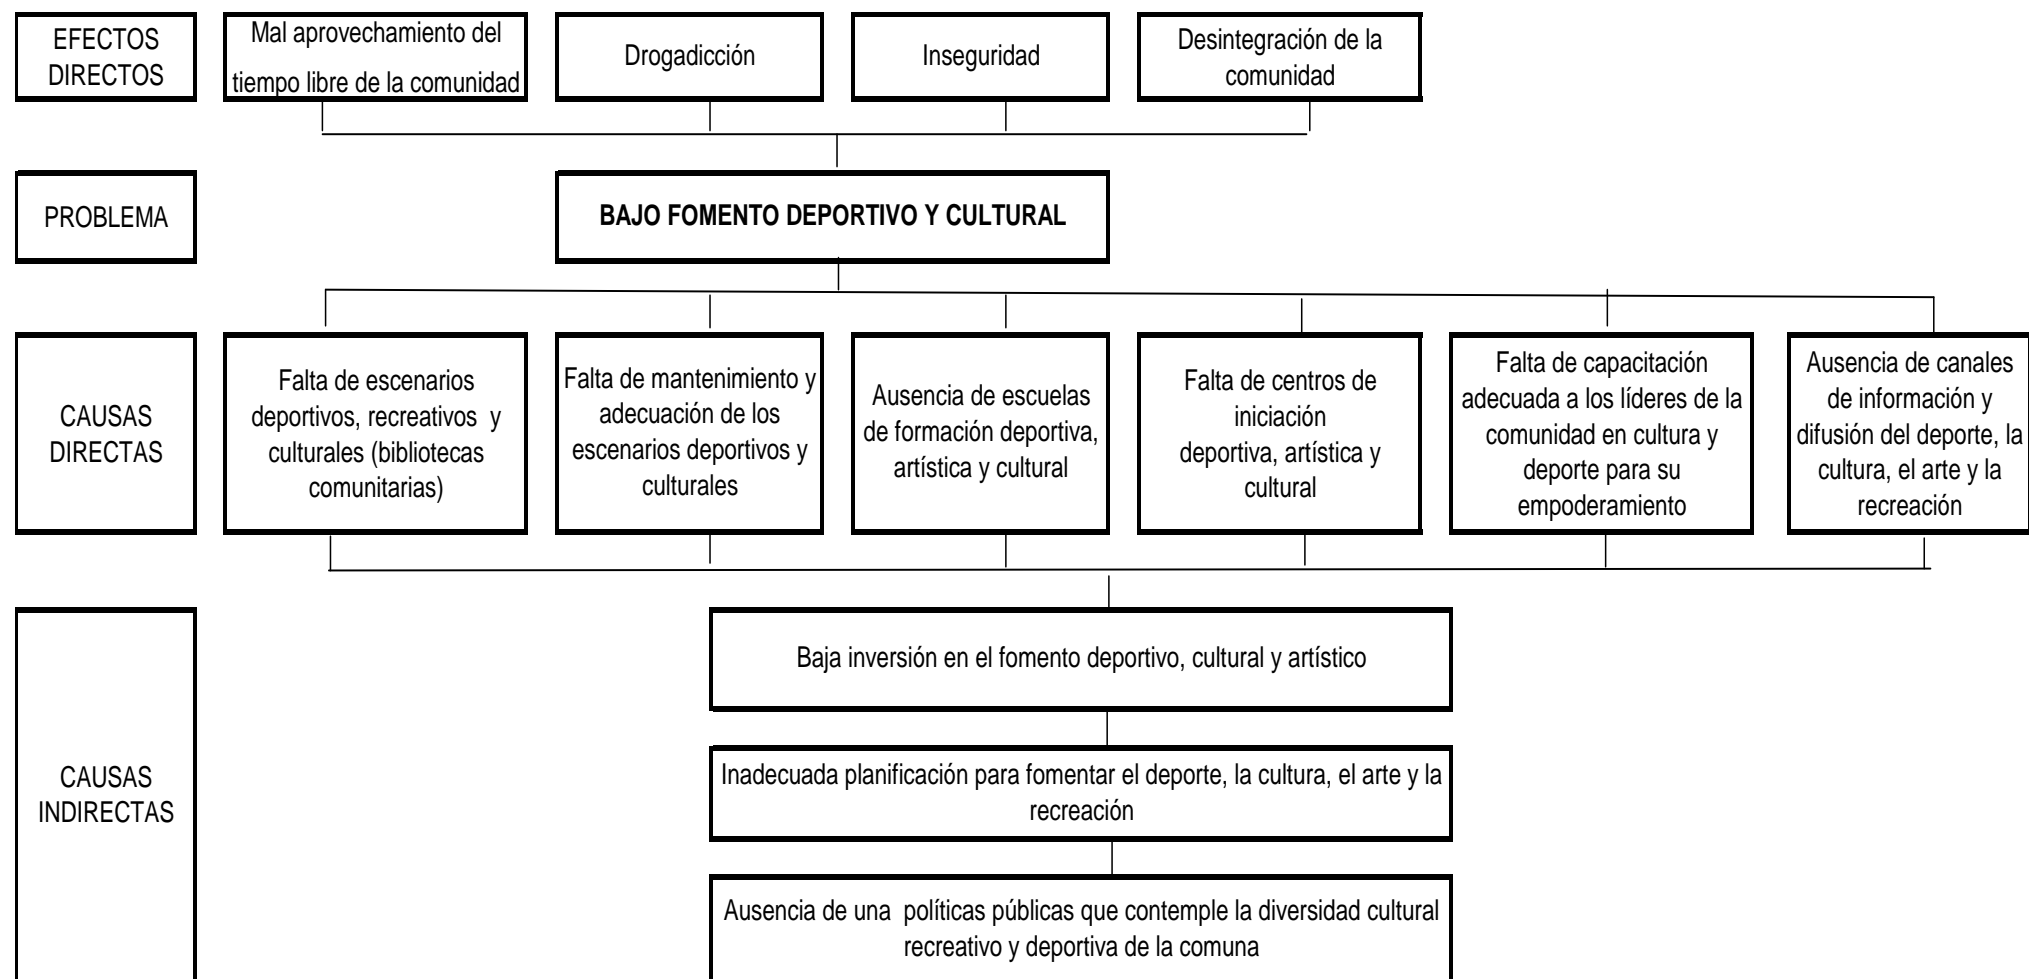 EFECTOS
DIRECTOS
Mal aprovechamiento del
tiempo libre de la comunidad
Drogadicción
Inseguridad
Desintegración de la
comunidad
PROBLEMA
BAJO FOMENTO DEPORTIVO Y CULTURAL
CAUSAS
DIRECTAS
Falta de escenarios
deportivos, recreativos y
culturales (bibliotecas
comunitarias)
Falta de mantenimiento y
adecuación de los
escenarios deportivos y
culturales
Ausencia de escuelas
de formación deportiva,
artística y cultural
Falta de centros de
iniciación
deportiva, artística y
cultural
Falta de capacitación
adecuada a los líderes de la
comunidad en cultura y
deporte para su
empoderamiento
Ausencia de canales
de información y
difusión del deporte, la
cultura, el arte y la
recreación
CAUSAS
INDIRECTAS
Baja inversión en el fomento deportivo, cultural y artístico
Inadecuada planificación para fomentar el deporte, la cultura, el arte y la
recreación
Ausencia de una políticas públicas que contemple la diversidad cultural
recreativo y deportiva de la comuna